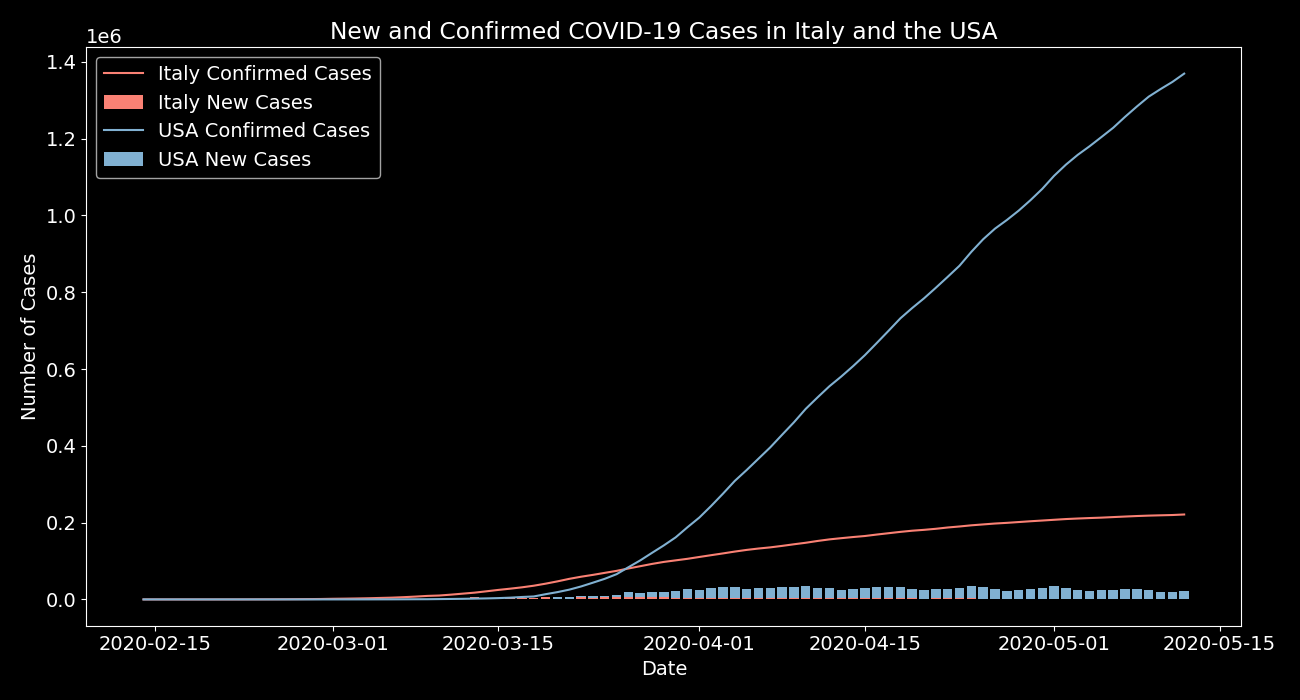 New and Confirmed COVID-19 Cases in Italy and the USA
1e6
1.4
1.2
1.0
0.8
0.6
0.4
0.2
0.0
Number of Cases
Italy Confirmed Cases
Italy New Cases
USA Confirmed Cases
USA New Cases
2020-02-15 2020-03-01 2020-03-15 2020-04-01 2020-04-15 2020-05-01 2020-05-15
Date